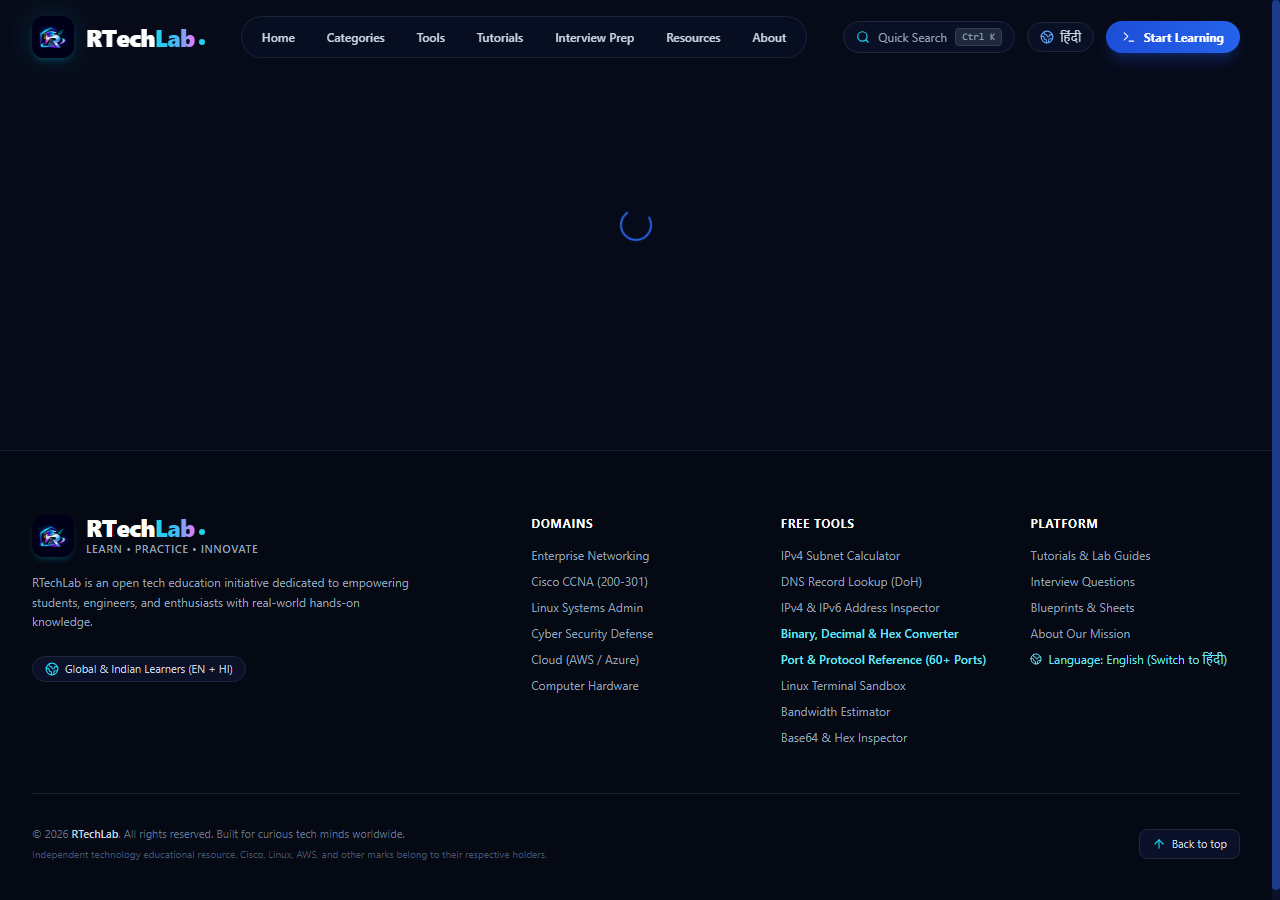 RTechLab
Home Categories Tools Tutorials Interview Prep Resources About
Quick Search Ctrl K
हिंदी
Start Learning
RTechLab
LEARN • PRACTICE • INNOVATE
RTechLab is an open tech education initiative dedicated to empowering
students, engineers, and enthusiasts with real-world hands-on
knowledge.
Global & Indian Learners (EN + HI)
DOMAINS
Enterprise Networking
Cisco CCNA (200-301)
Linux Systems Admin
Cyber Security Defense
Cloud (AWS / Azure)
Computer Hardware
FREE TOOLS
IPv4 Subnet Calculator
DNS Record Lookup (DoH)
IPv4 & IPv6 Address Inspector
Binary, Decimal & Hex Converter
Port & Protocol Reference (60+ Ports)
Linux Terminal Sandbox
Bandwidth Estimator
Base64 & Hex Inspector
PLATFORM
Tutorials & Lab Guides
Interview Questions
Blueprints & Sheets
About Our Mission
Language: English (Switch to हिंदी)
© 2026 RTechLab. All rights reserved. Built for curious tech minds worldwide.
Independent technology educational resource. Cisco, Linux, AWS, and other marks belong to their respective holders.
Back to top